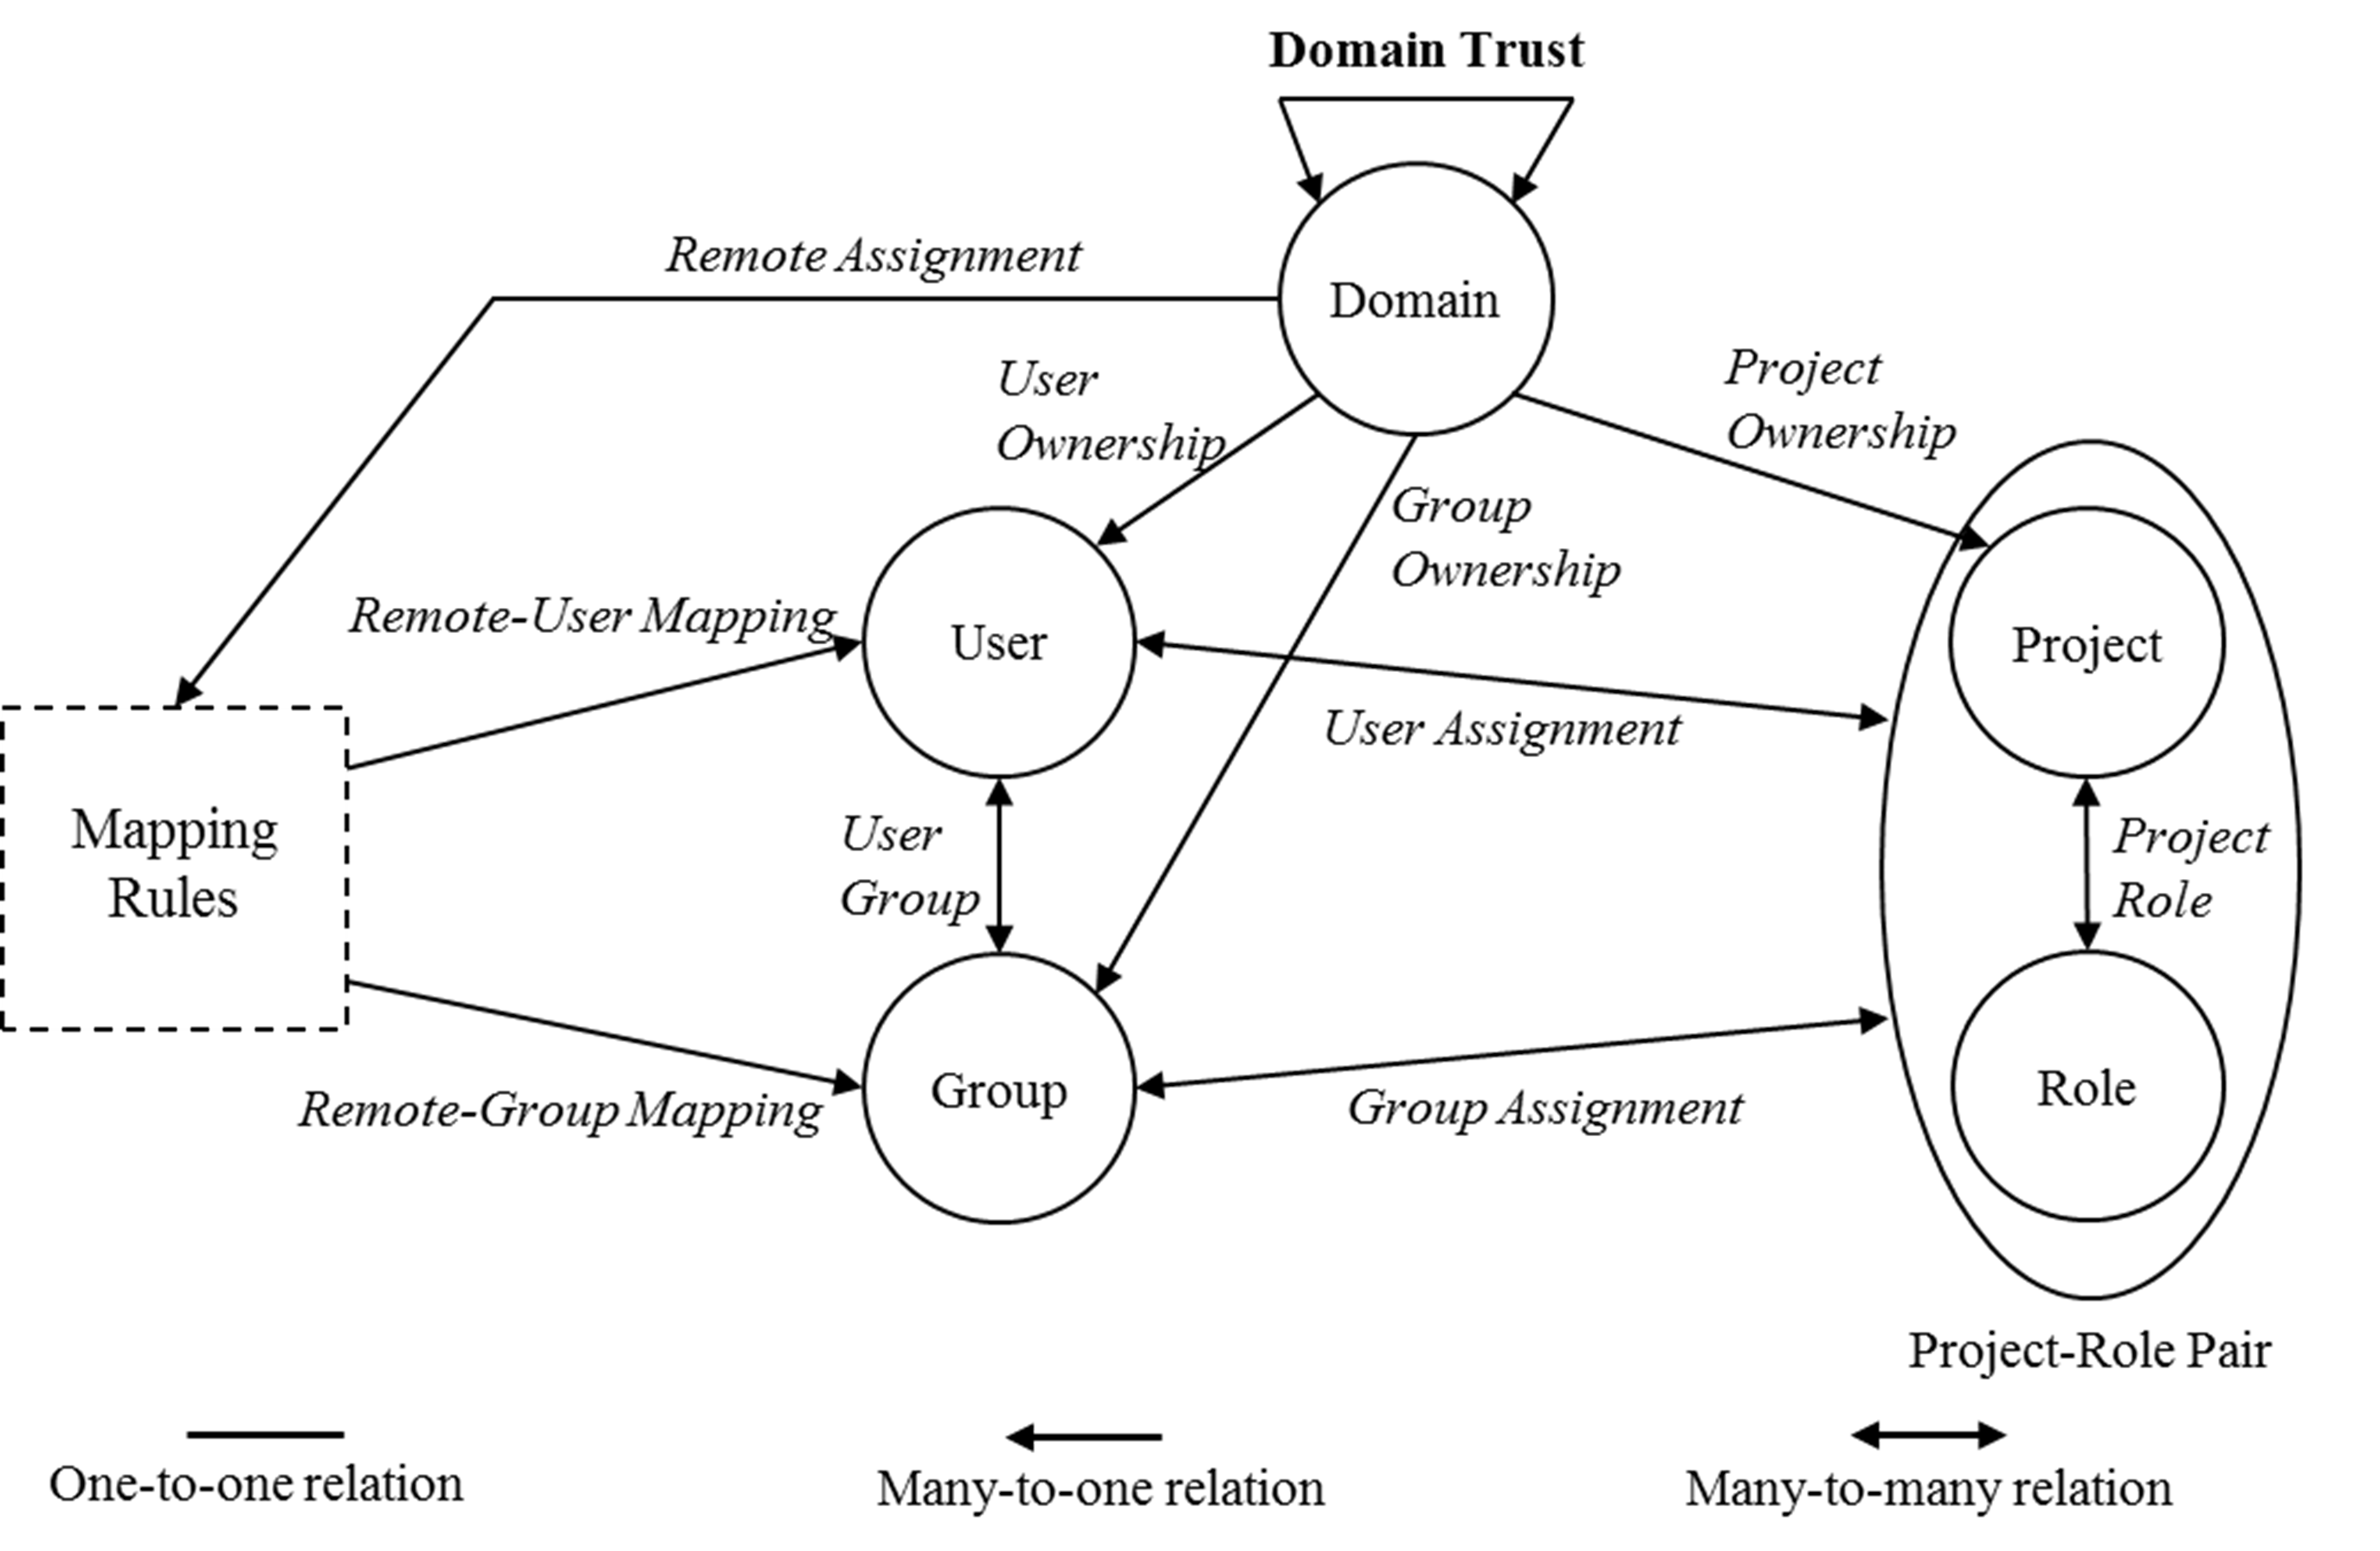 Domain Trust
Remote Assignment
Domain
User
Ownership
Project
Ownership
Group
Ownership
Remote-User Mapping
User
Project
User Assignment
Mapping
Rules
User
Group
Project
Role
Group
Role
Remote-Group Mapping
Group Assignment
Project-Role Pair
One-to-one relation
Many-to-one relation
Many-to-many relation